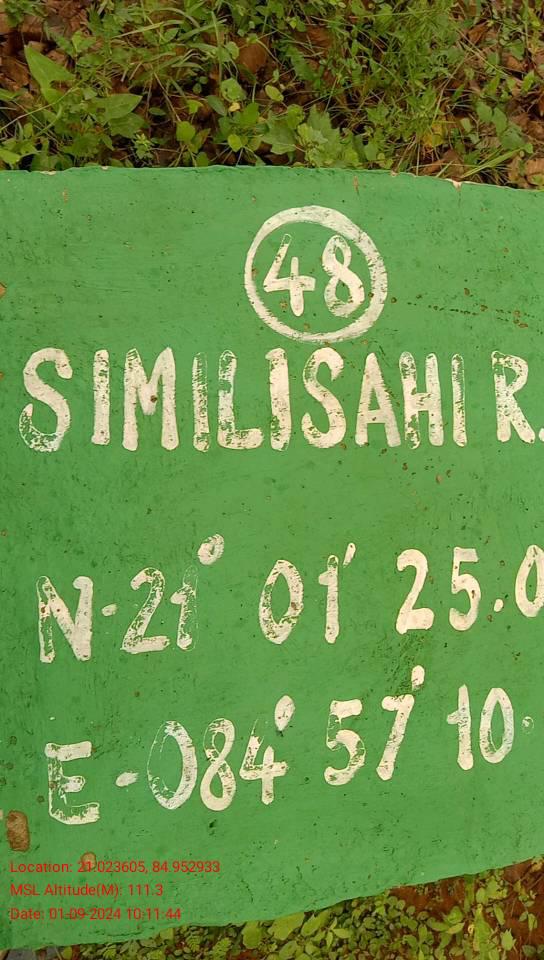 48
SIMILISAHI R.
N-21° 01' 25.0
E-084° 57' 10.
Location: 21.023605, 84.952933
MSL Altitude(M): 111.3
Date: 01-09-2024 10:11:44